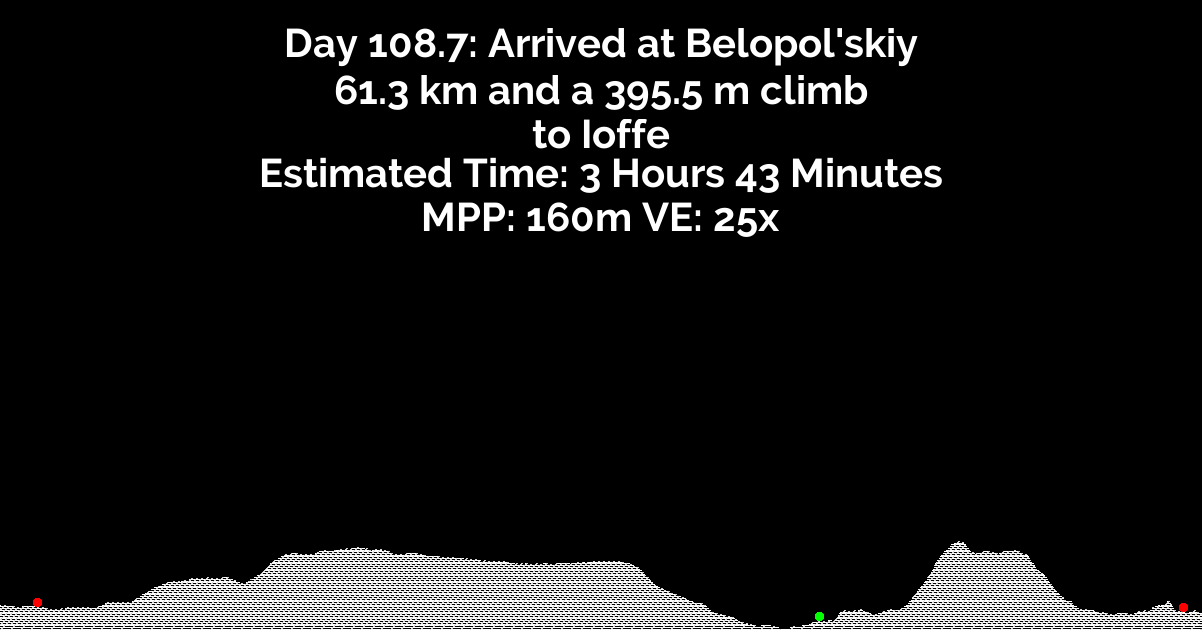 Day 108.7: Arrived at Belopol'skiy
61.3 km and a 395.5 m climb
to Ioffe
Estimated Time: 3 Hours 43 Minutes
MPP: 160m VE: 25x